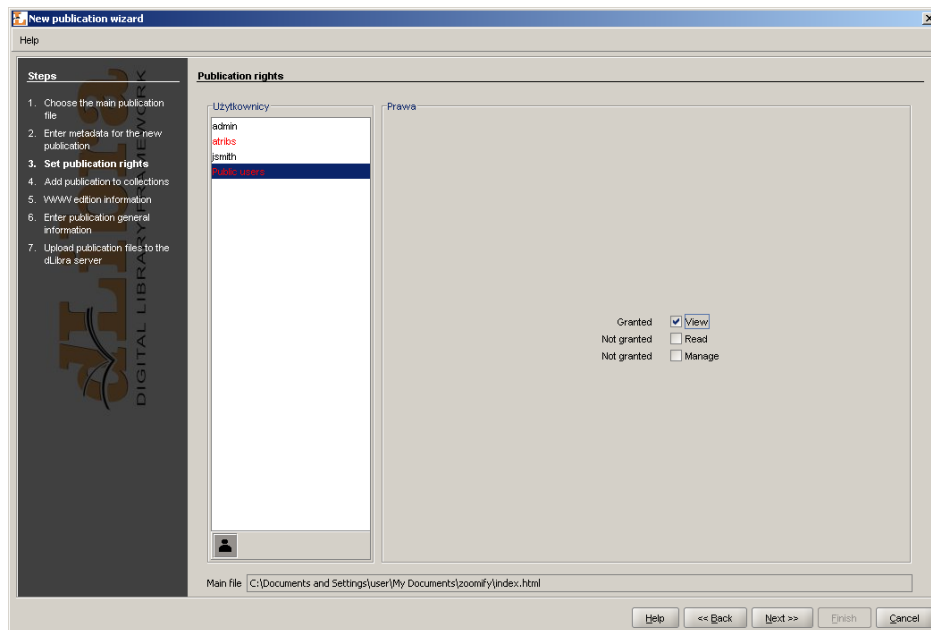 New publication wizard
Help
Steps
1. Choose the main publication
file
2. Enter metadata for the new
publication
3. Set publication rights
4. Add publication to collections
5. WWW edition information
6. Enter publication general
information
7. Upload publication files to the
dLibra server
dLibra
DIGITAL LIBRARY FRAMEWORK
Publication rights
Użytkownicy
admin
atribs
jsmith
Public users
Prawa
Granted View
Not granted Read
Not granted Manage
Main file C:\Documents and Settings\user\My Documents\zoomify\index.html
Help << Back Next >> Finish Cancel